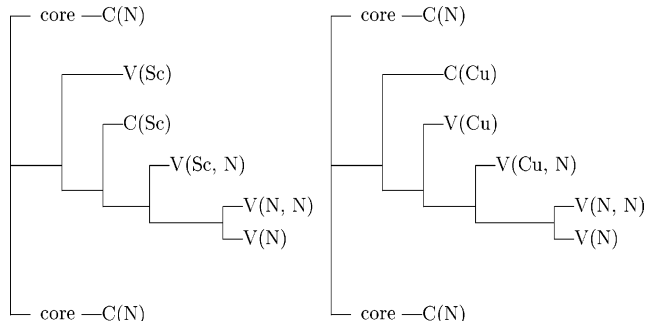 core C(N) core C(N)
V(Sc) C(Cu)
C(Sc) V(Cu)
V(Sc, N) V(Cu, N)
V(N, N) V(N, N)
V(N) V(N)
core C(N) core C(N)